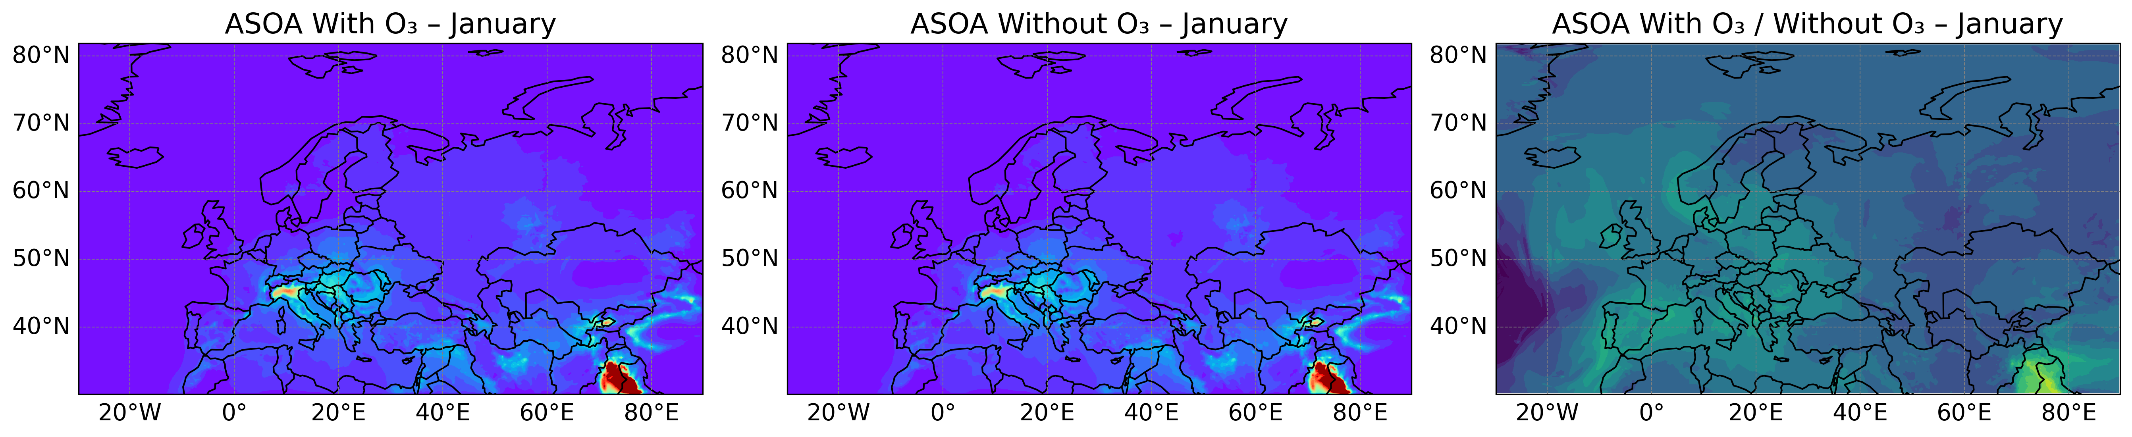 ASOA With O₃ – January
80°N
70°N
60°N
50°N
40°N
20°W 0° 20°E 40°E 60°E 80°E
ASOA Without O₃ – January
80°N
70°N
60°N
50°N
40°N
20°W 0° 20°E 40°E 60°E 80°E
ASOA With O₃ / Without O₃ – January
80°N
70°N
60°N
50°N
40°N
20°W 0° 20°E 40°E 60°E 80°E